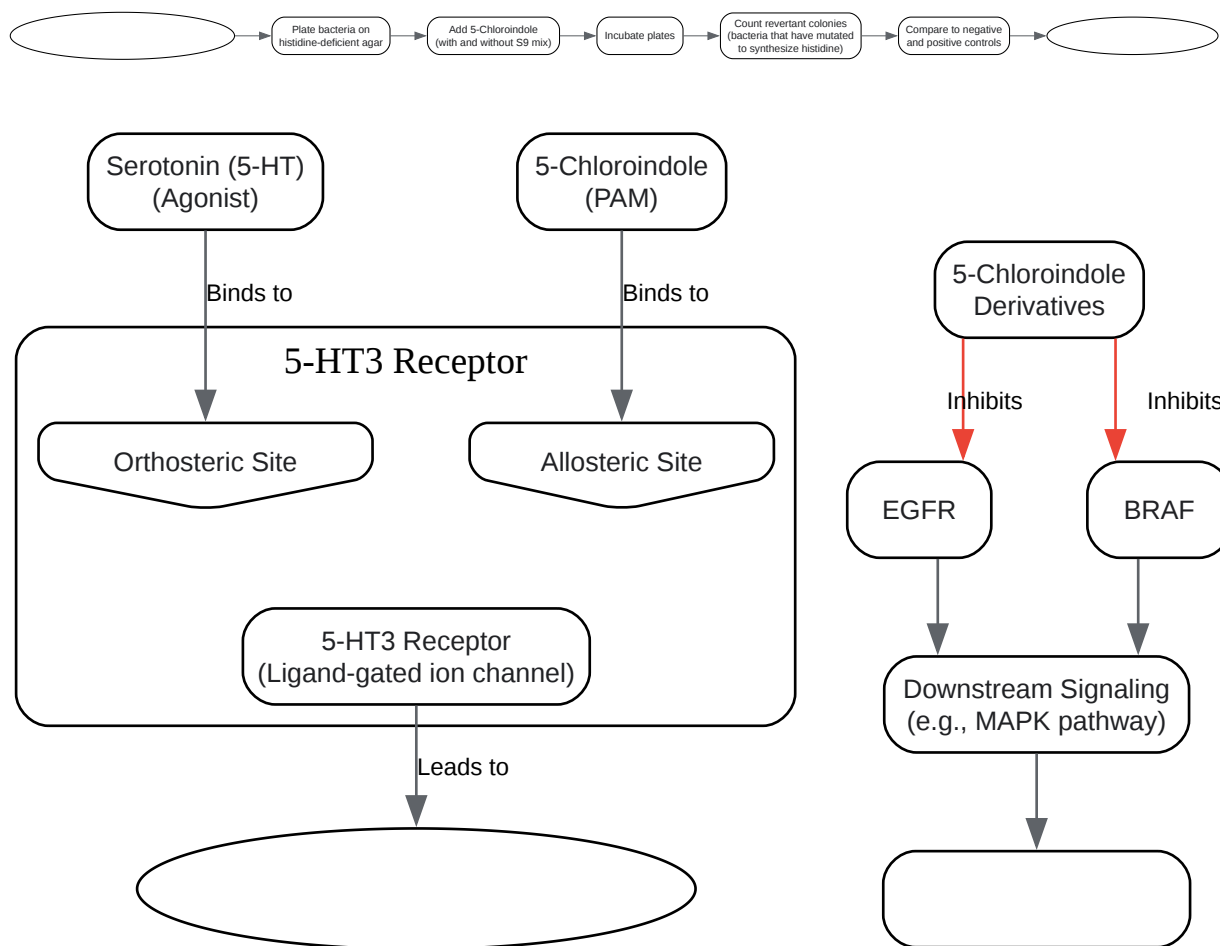 Plate bacteria on
histidine-deficient agar
Add 5-Chloroindole
(with and without S9 mix)
Incubate plates
Count revertant colonies
(bacteria that have mutated
to synthesize histidine)
Compare to negative
and positive controls
Serotonin (5-HT)
(Agonist)
5-Chloroindole
(PAM)
Binds to
Binds to
5-HT3 Receptor
Orthosteric Site
Allosteric Site
5-HT3 Receptor
(Ligand-gated ion channel)
Leads to
5-Chloroindole
Derivatives
Inhibits
Inhibits
EGFR
BRAF
Downstream Signaling
(e.g., MAPK pathway)